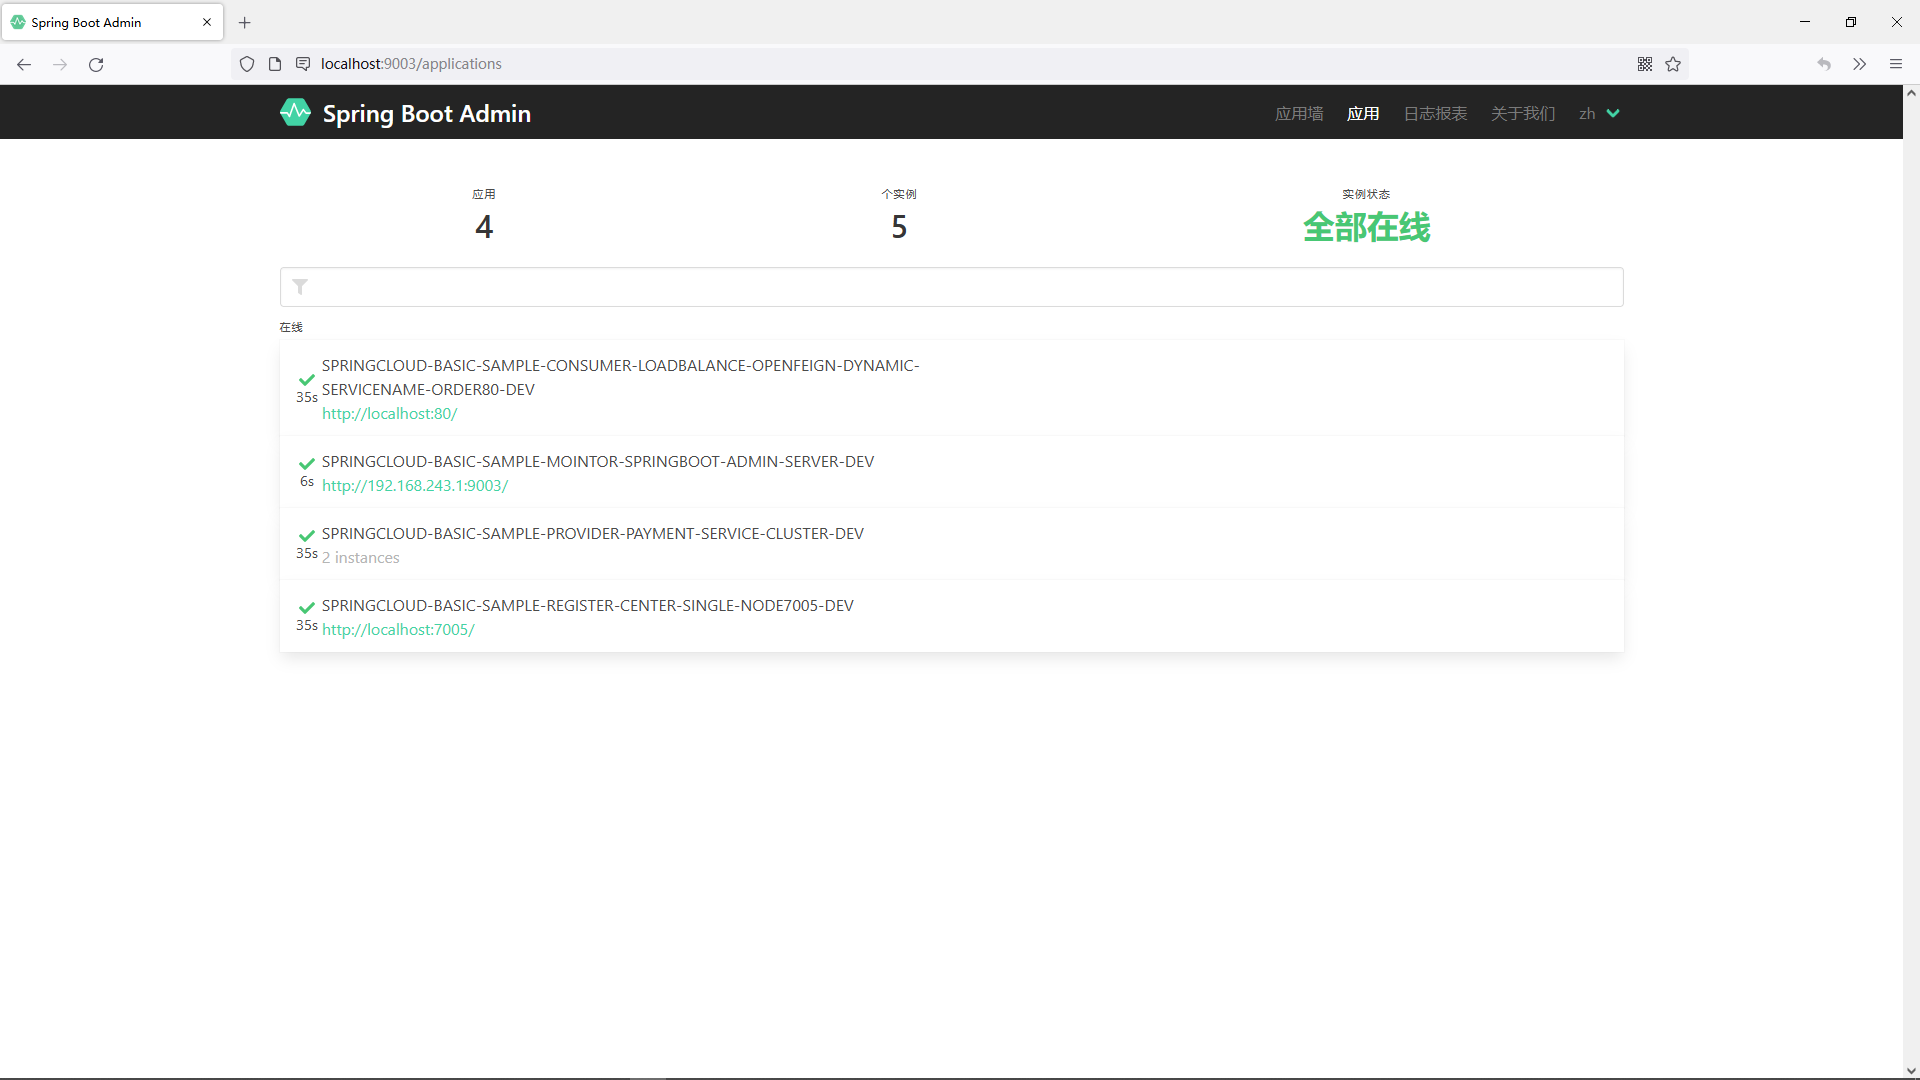 Spring Boot Admin
localhost:9003/applications
Spring Boot Admin
应用墙 应用 日志报表 关于我们 zh
应用 个实例 实例状态
4 5 全部在线
在线
SPRINGCLOUD-BASIC-SAMPLE-CONSUMER-LOADBALANCE-OPENFEIGN-DYNAMIC-
SERVICENAME-ORDER80-DEV
35s
http://localhost:80/
SPRINGCLOUD-BASIC-SAMPLE-MOINTOR-SPRINGBOOT-ADMIN-SERVER-DEV
6s
http://192.168.243.1:9003/
SPRINGCLOUD-BASIC-SAMPLE-PROVIDER-PAYMENT-SERVICE-CLUSTER-DEV
35s
2 instances
SPRINGCLOUD-BASIC-SAMPLE-REGISTER-CENTER-SINGLE-NODE7005-DEV
35s
http://localhost:7005/